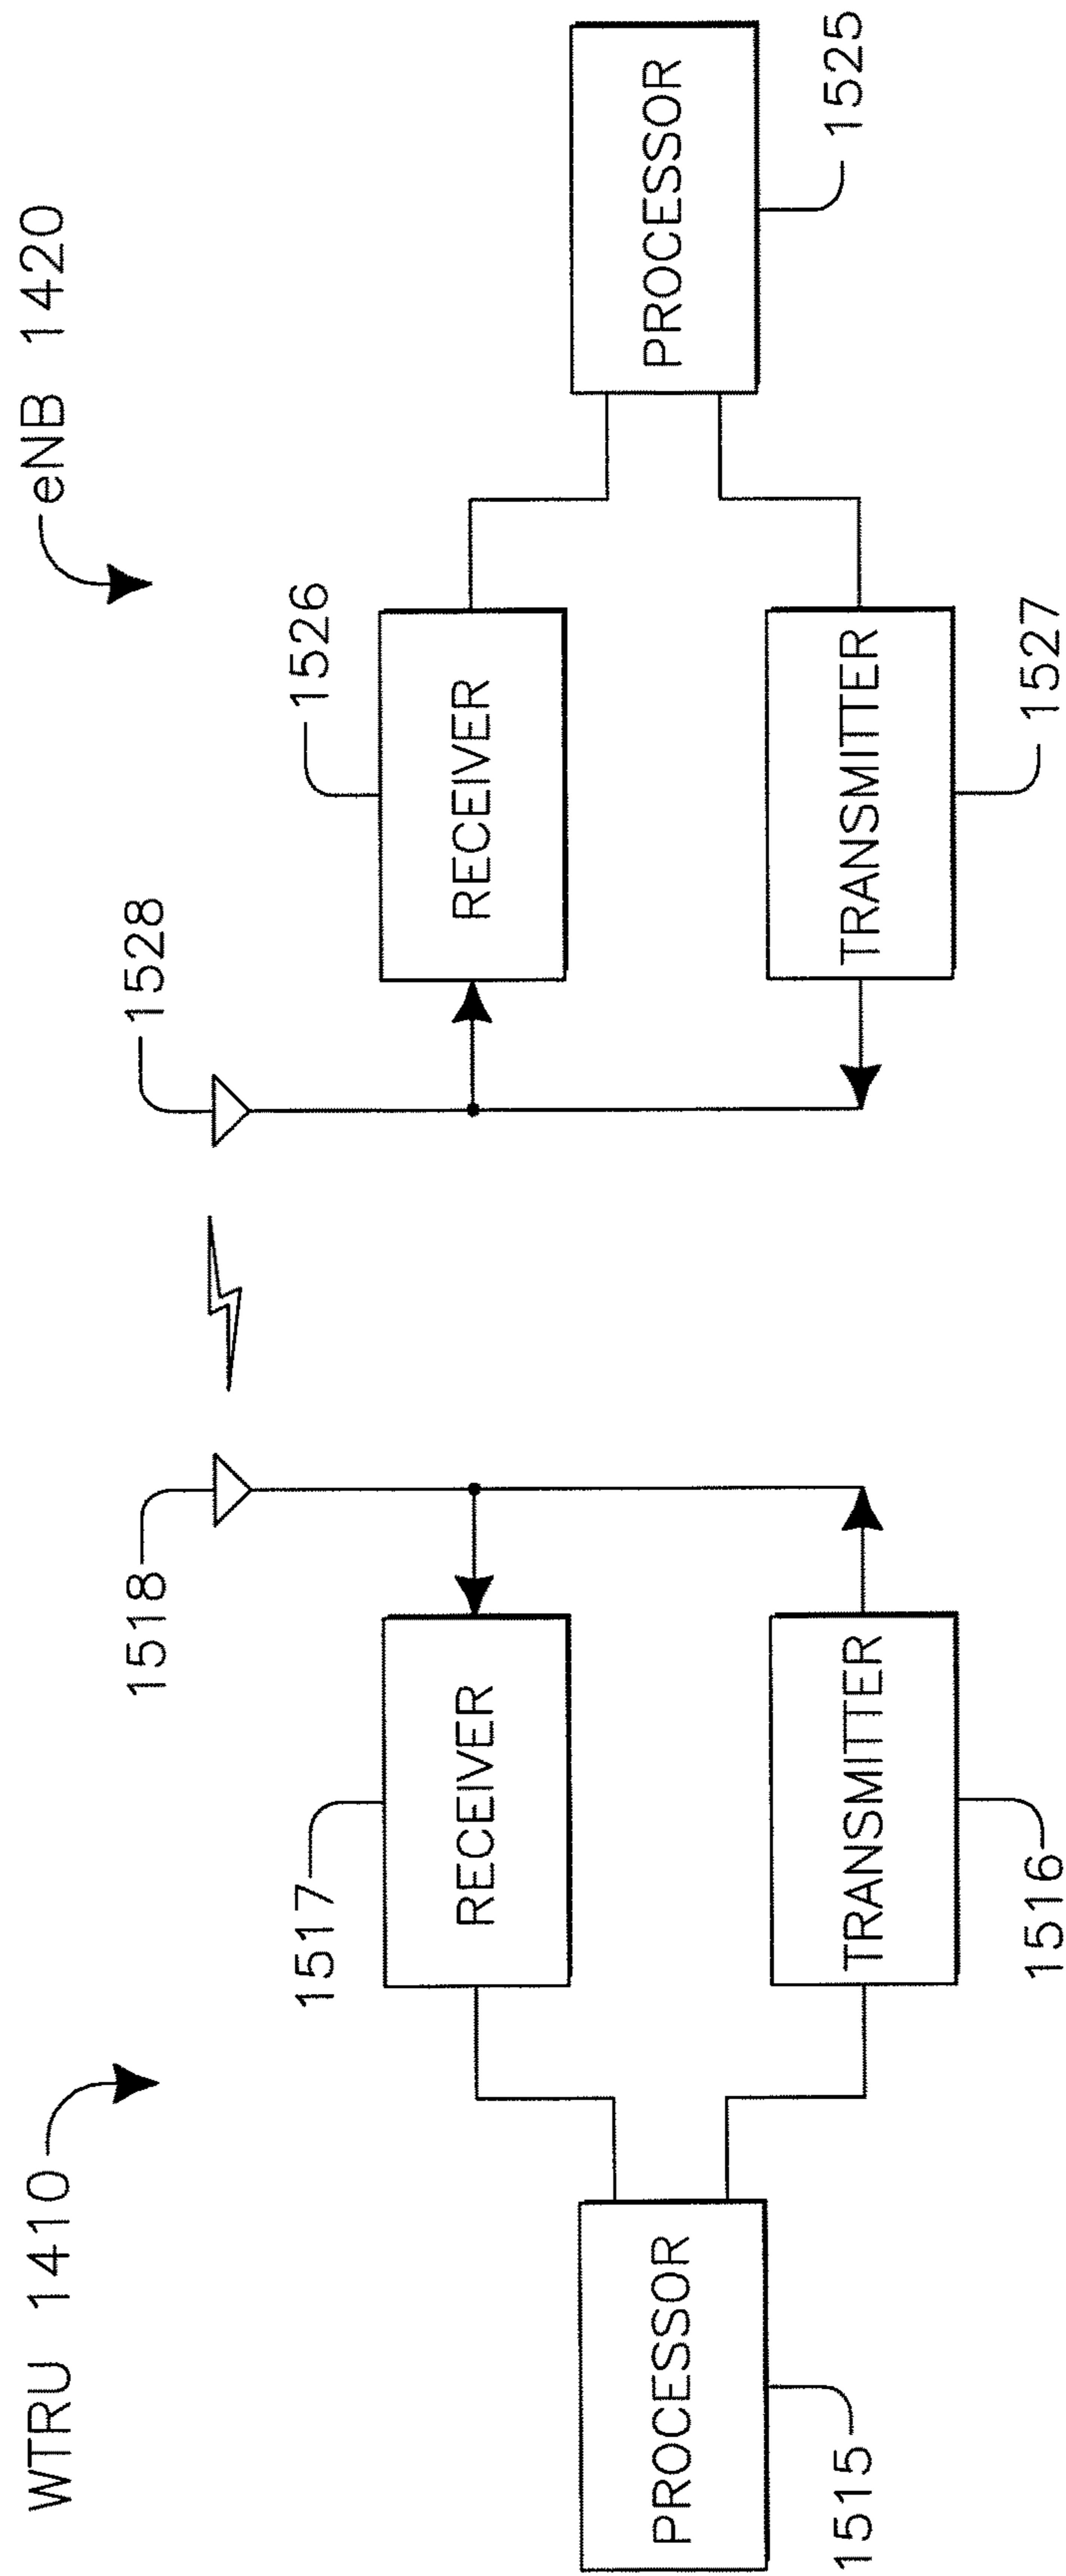 WTRU 1410
eNB 1420
1518
1528
1517
RECEIVER
1526
RECEIVER
PROCESSOR
1515
PROCESSOR
1525
TRANSMITTER
1516
TRANSMITTER
1527